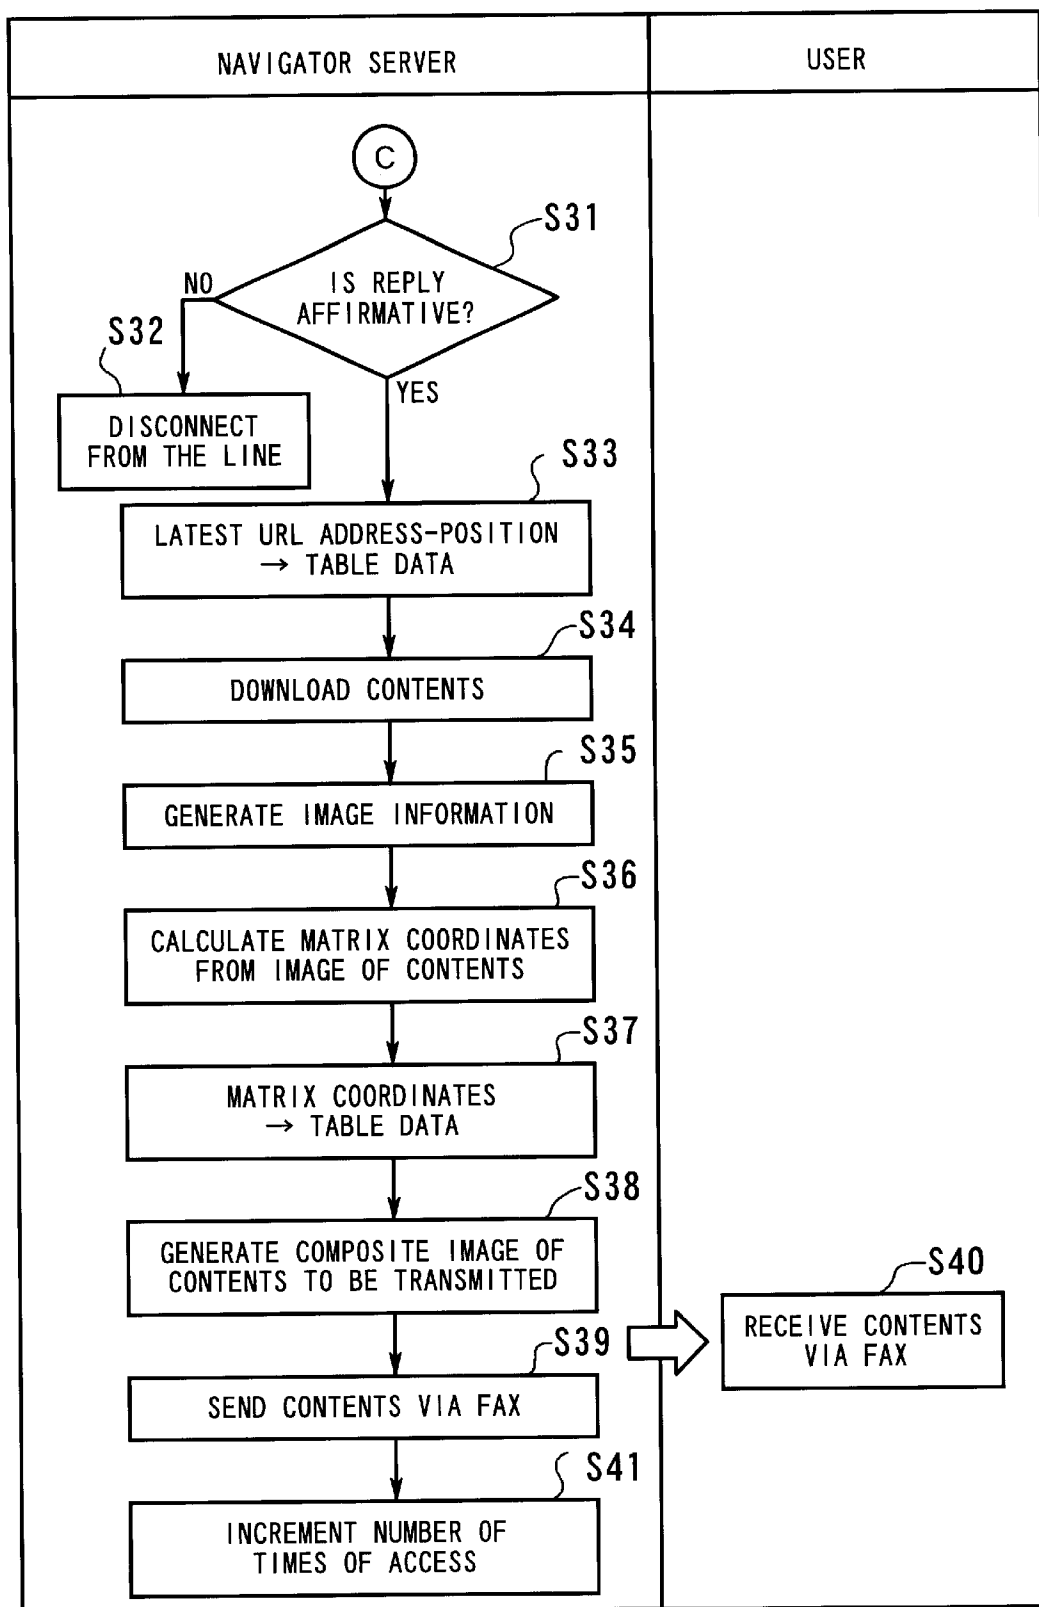 NAVIGATOR SERVER
USER
C
S31
IS REPLY
AFFIRMATIVE?
NO
S32
YES
DISCONNECT
FROM THE LINE
S33
LATEST URL ADDRESS-POSITION
→ TABLE DATA
S34
DOWNLOAD CONTENTS
S35
GENERATE IMAGE INFORMATION
S36
CALCULATE MATRIX COORDINATES
FROM IMAGE OF CONTENTS
S37
MATRIX COORDINATES
→ TABLE DATA
S38
GENERATE COMPOSITE IMAGE OF
CONTENTS TO BE TRANSMITTED
S40
RECEIVE CONTENTS
VIA FAX
S39
SEND CONTENTS VIA FAX
S41
INCREMENT NUMBER OF
TIMES OF ACCESS